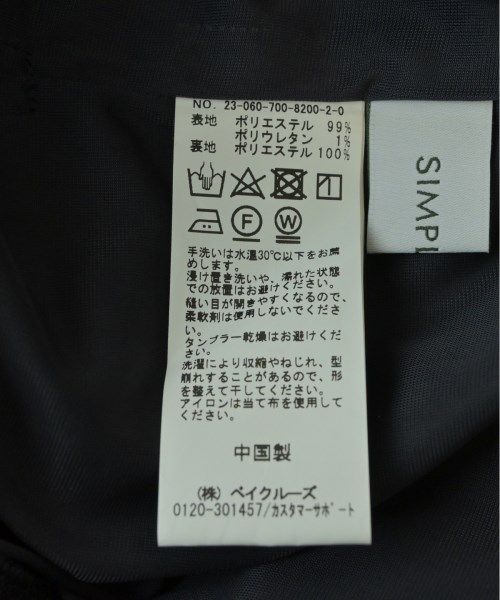 NO. 23-060-700-8200-2-0
表地 ポリエステル 99%
ポリウレタン 1%
裏地 ポリエステル 100%
F W
手洗いは水温30℃以下をお薦
めします。
浸け置き洗いや、濡れた状態
での放置はお避けください。
縫い目が開きやすくなるので、
柔軟剤は使用しないでくださ
い。
タンブラー乾燥はお避けくだ
さい。
洗濯により収縮やねじれ、型
崩れすることがあるので、形
を整えて干してください。
アイロンは当て布を使用して
ください。
中国製
(株) ベイクルーズ
0120-301457/カスタマーサポート
SIMPL